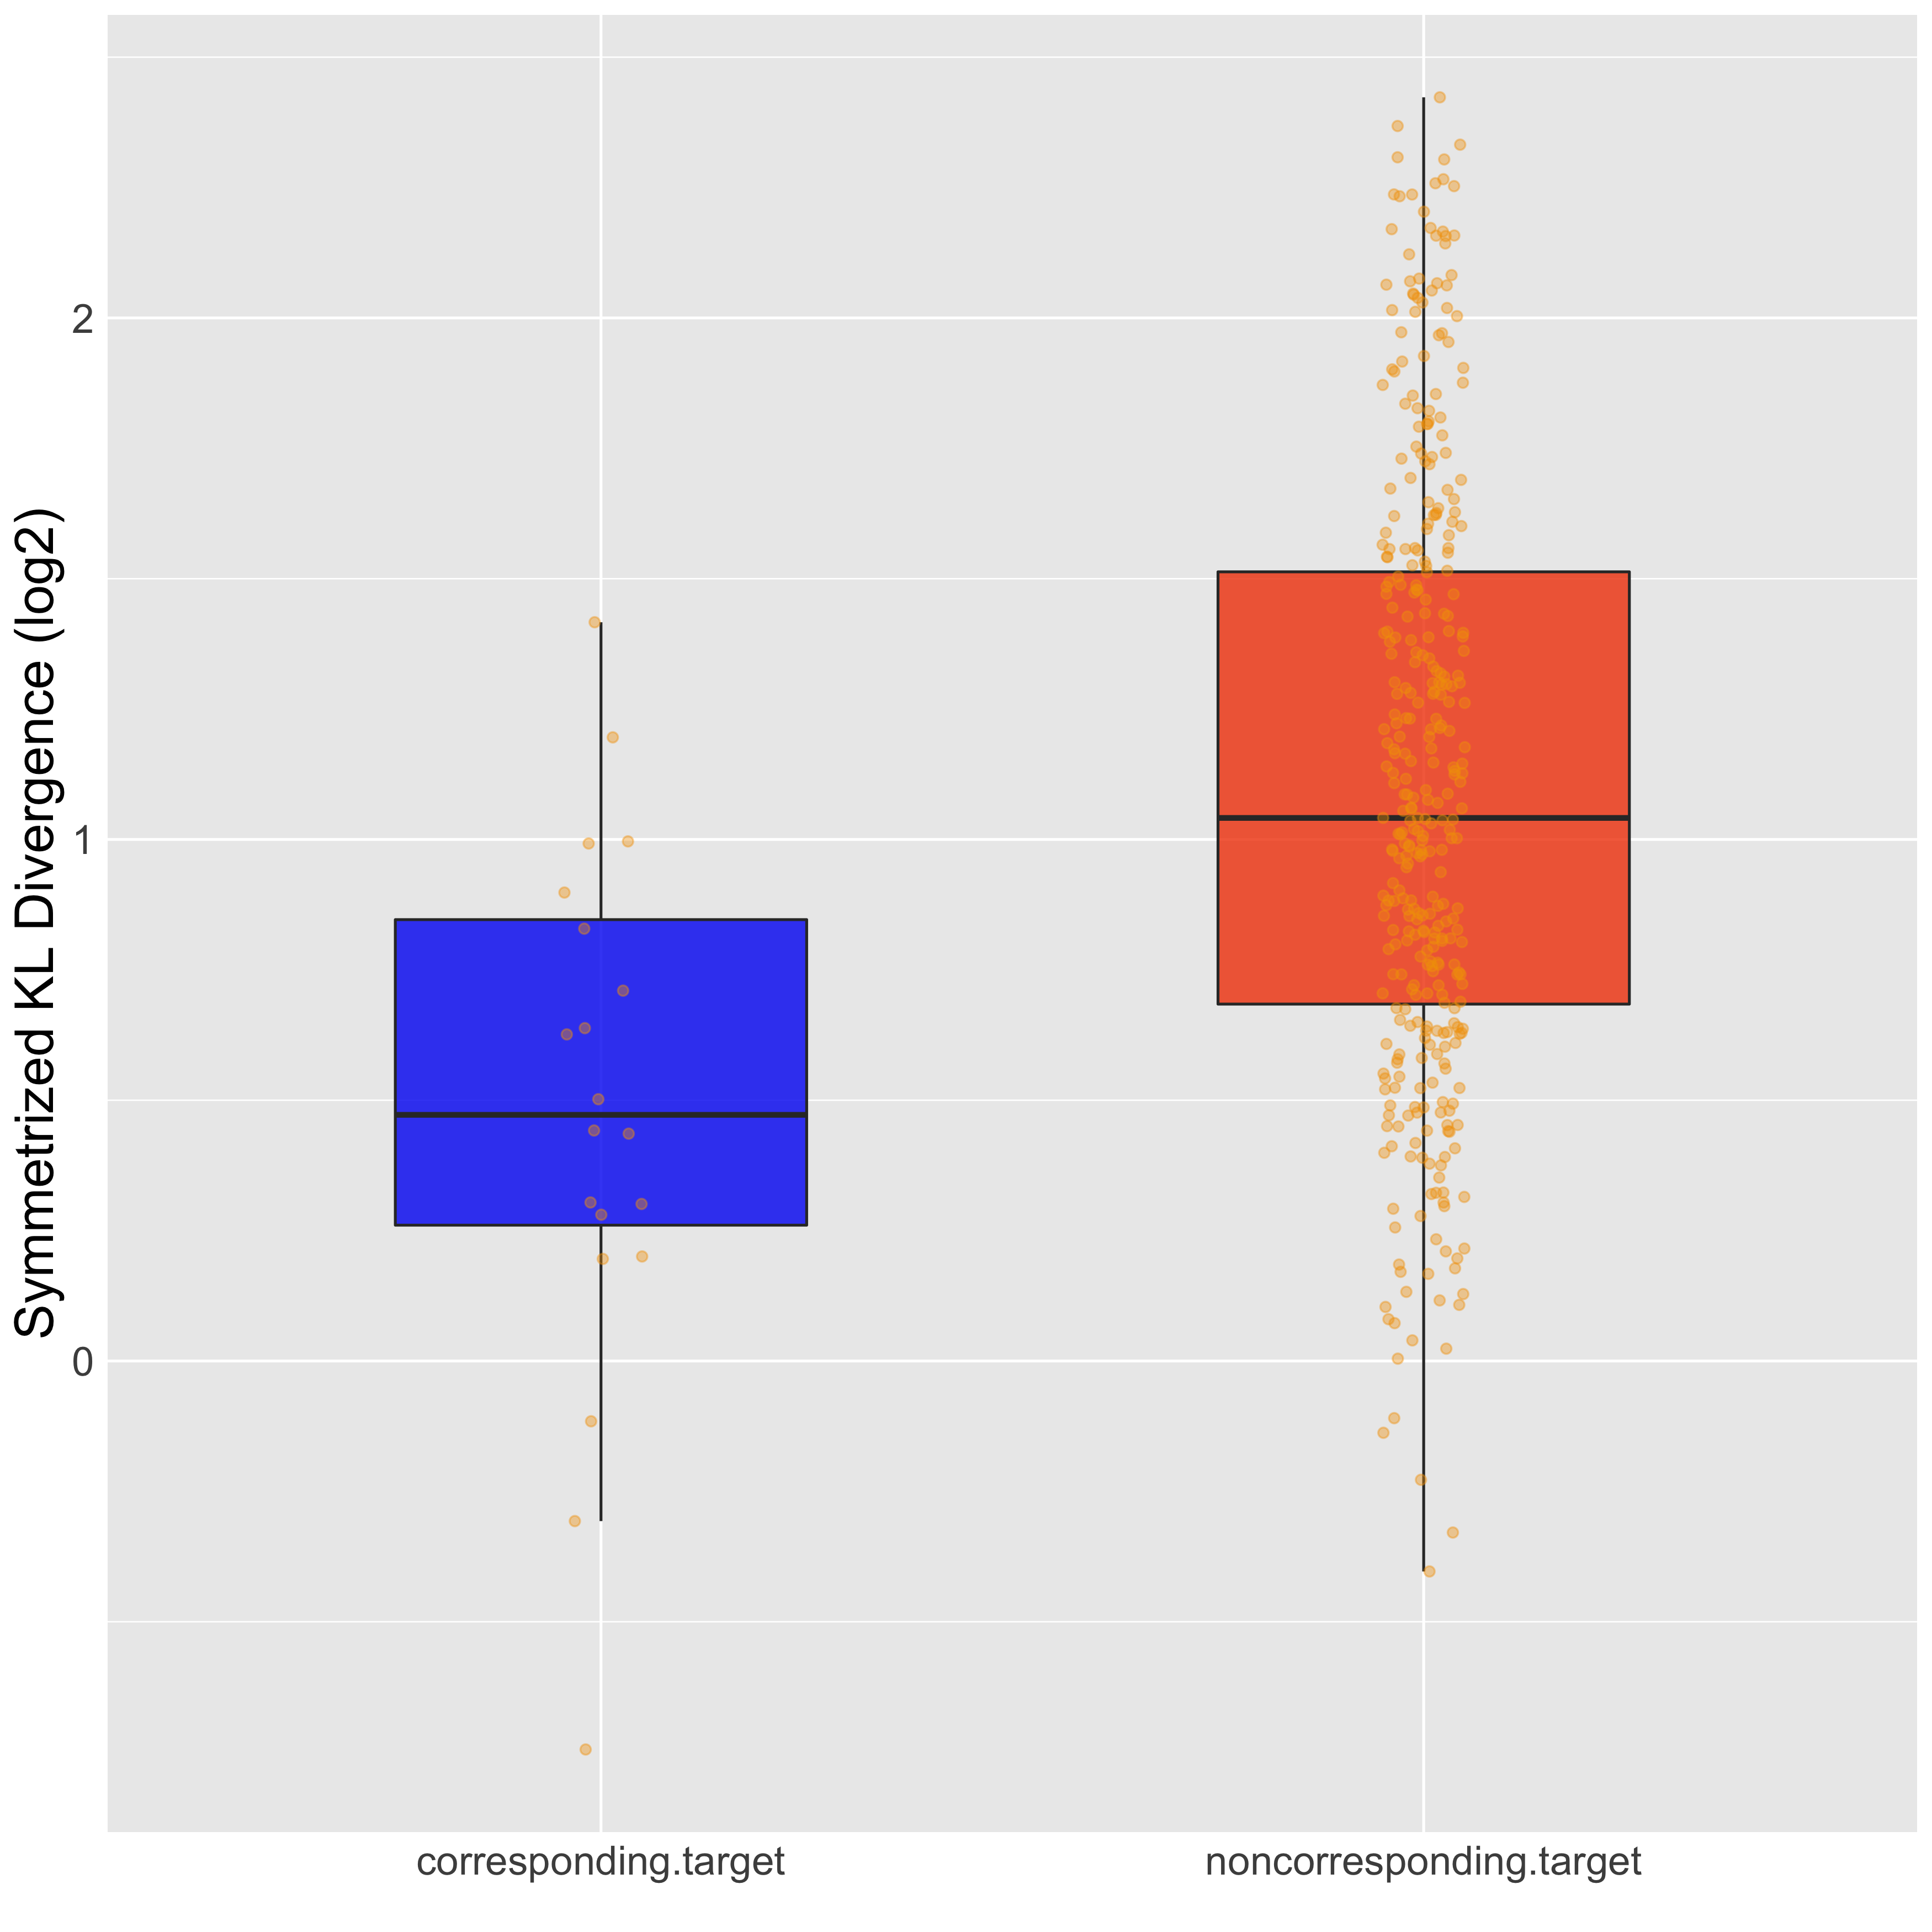 Symmetrized KL Divergence (log2)
2
1
0
corresponding.target
noncorresponding.target